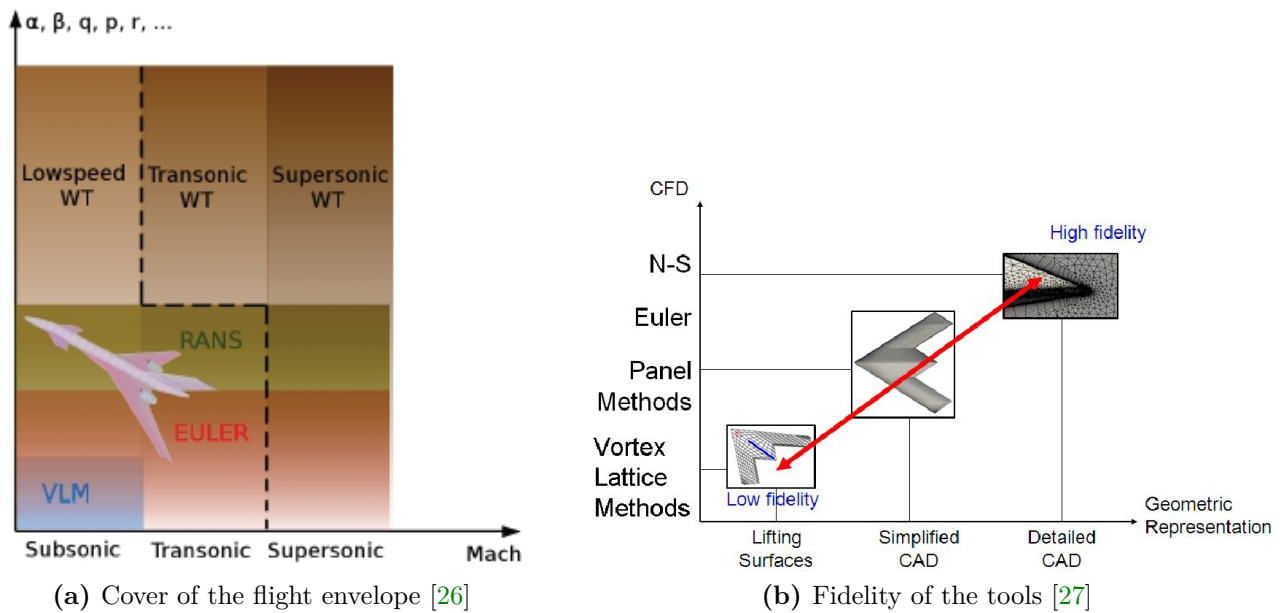 α, β, q, p, r, ...
Lowspeed
WT
Transonic
WT
Supersonic
WT
RANS
EULER
VLM
Subsonic
Transonic
Supersonic
Mach
(a) Cover of the flight envelope [26]
CFD
N-S
Euler
Panel
Methods
Vortex
Lattice
Methods
High fidelity
Low fidelity
Lifting
Surfaces
Simplified
CAD
Detailed
CAD
Geometric
Representation
(b) Fidelity of the tools [27]